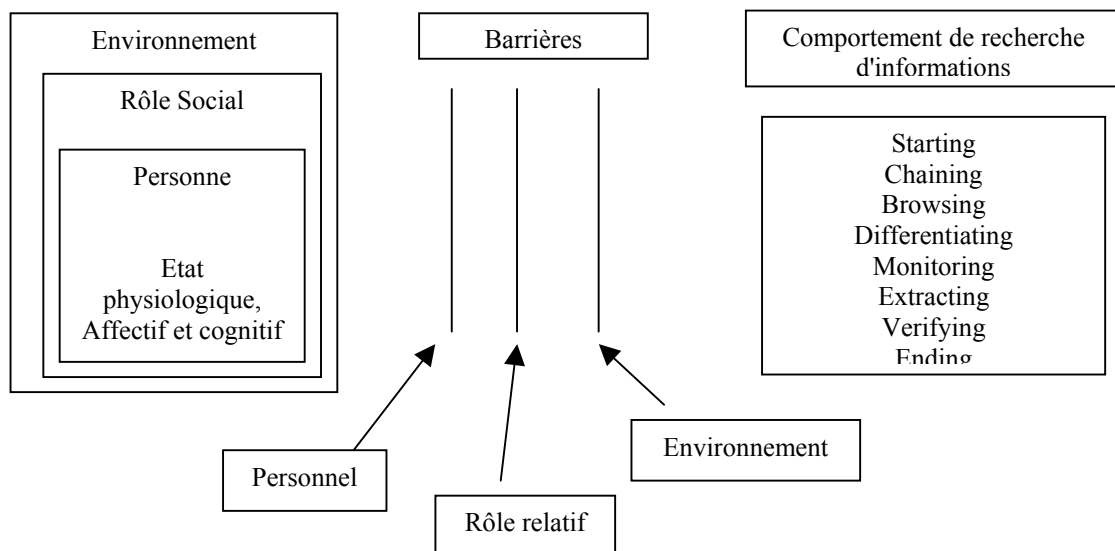 Environnement
Rôle Social
Personne
Etat
physiologique,
Affectif et cognitif
Barrières
Comportement de recherche
d'informations
Starting
Chaining
Browsing
Differentiating
Monitoring
Extracting
Verifying
Ending
Personnel
Rôle relatif
Environnement